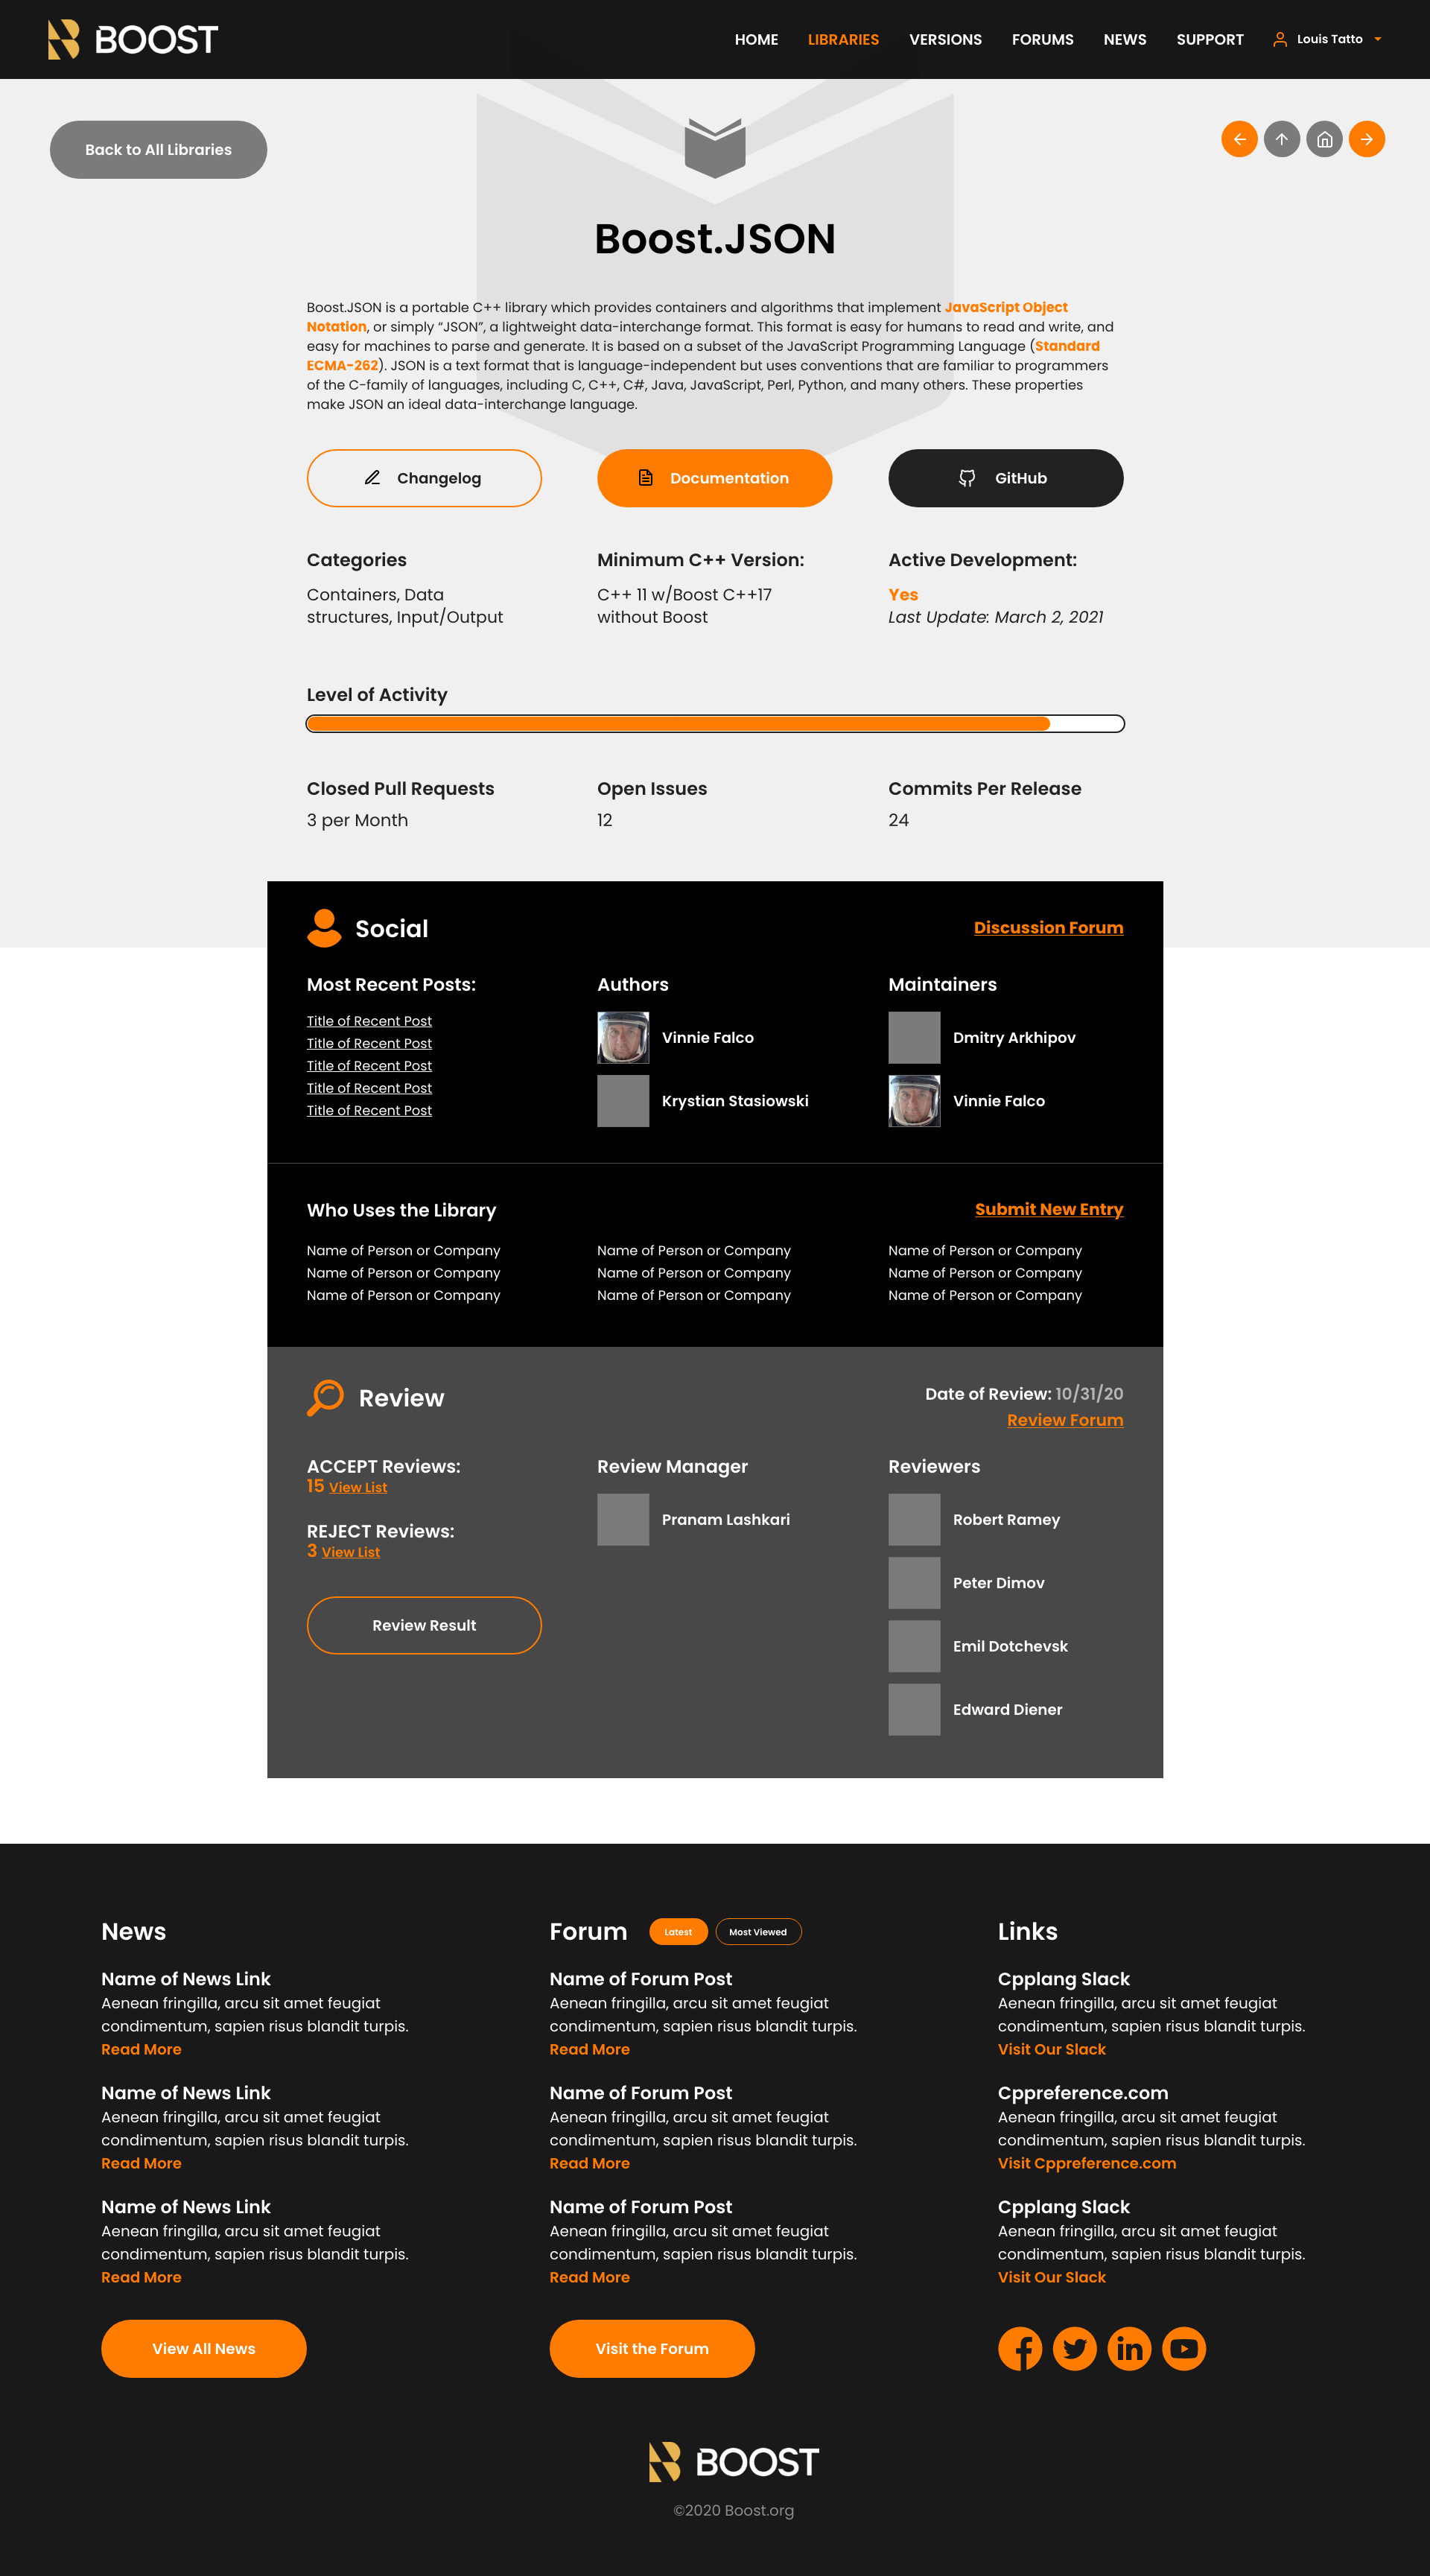 BOOST
HOME LIBRARIES VERSIONS FORUMS NEWS SUPPORT Louis Tatto
Back to All Libraries
Boost.JSON
Boost.JSON is a portable C++ library which provides containers and algorithms that implement JavaScript Object
Notation, or simply “JSON”, a lightweight data-interchange format. This format is easy for humans to read and write, and
easy for machines to parse and generate. It is based on a subset of the JavaScript Programming Language (Standard
ECMA-262). JSON is a text format that is language-independent but uses conventions that are familiar to programmers
of the C-family of languages, including C, C++, C#, Java, JavaScript, Perl, Python, and many others. These properties
make JSON an ideal data-interchange language.
Changelog
Documentation
GitHub
Categories
Containers, Data
structures, Input/Output
Minimum C++ Version:
C++ 11 w/Boost C++17
without Boost
Active Development:
Yes
Last Update: March 2, 2021
Level of Activity
Closed Pull Requests
3 per Month
Open Issues
12
Commits Per Release
24
Social
Discussion Forum
Most Recent Posts:
Title of Recent Post
Title of Recent Post
Title of Recent Post
Title of Recent Post
Title of Recent Post
Authors
Vinnie Falco
Krystian Stasiowski
Maintainers
Dmitry Arkhipov
Vinnie Falco
Who Uses the Library
Submit New Entry
Name of Person or Company
Name of Person or Company
Name of Person or Company
Name of Person or Company
Name of Person or Company
Name of Person or Company
Name of Person or Company
Name of Person or Company
Name of Person or Company
Review
Date of Review: 10/31/20
Review Forum
ACCEPT Reviews:
15 View List
REJECT Reviews:
3 View List
Review Result
Review Manager
Pranam Lashkari
Reviewers
Robert Ramey
Peter Dimov
Emil Dotchevsk
Edward Diener
News
Name of News Link
Aenean fringilla, arcu sit amet feugiat
condimentum, sapien risus blandit turpis.
Read More
Name of News Link
Aenean fringilla, arcu sit amet feugiat
condimentum, sapien risus blandit turpis.
Read More
Name of News Link
Aenean fringilla, arcu sit amet feugiat
condimentum, sapien risus blandit turpis.
Read More
View All News
Forum
Latest
Most Viewed
Name of Forum Post
Aenean fringilla, arcu sit amet feugiat
condimentum, sapien risus blandit turpis.
Read More
Name of Forum Post
Aenean fringilla, arcu sit amet feugiat
condimentum, sapien risus blandit turpis.
Read More
Name of Forum Post
Aenean fringilla, arcu sit amet feugiat
condimentum, sapien risus blandit turpis.
Read More
Visit the Forum
Links
Cpplang Slack
Aenean fringilla, arcu sit amet feugiat
condimentum, sapien risus blandit turpis.
Visit Our Slack
Cppreference.com
Aenean fringilla, arcu sit amet feugiat
condimentum, sapien risus blandit turpis.
Visit Cppreference.com
Cpplang Slack
Aenean fringilla, arcu sit amet feugiat
condimentum, sapien risus blandit turpis.
Visit Our Slack
BOOST
©2020 Boost.org